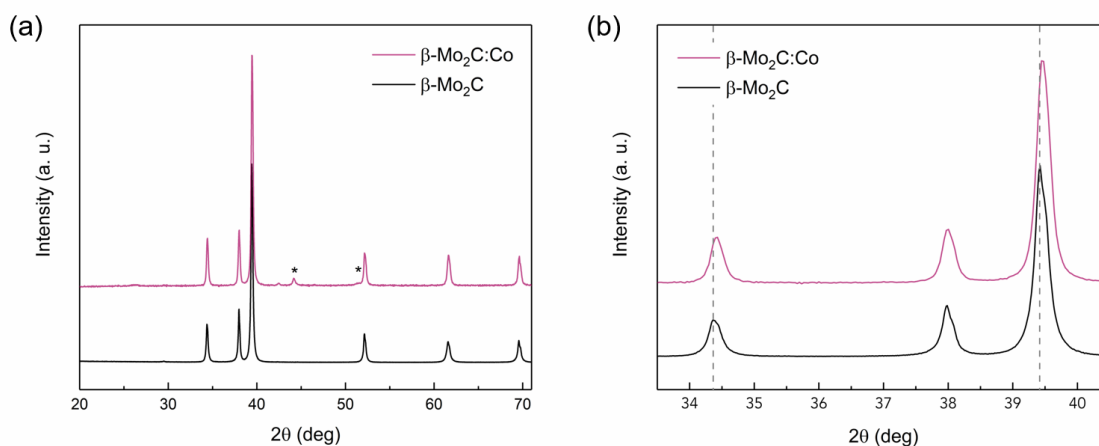 (a)
β-Mo₂C:Co
β-Mo₂C
Intensity (a. u.)
* *
20 30 40 50 60 70
2θ (deg)
(b)
β-Mo₂C:Co
β-Mo₂C
Intensity (a. u.)
34 35 36 37 38 39 40
2θ (deg)